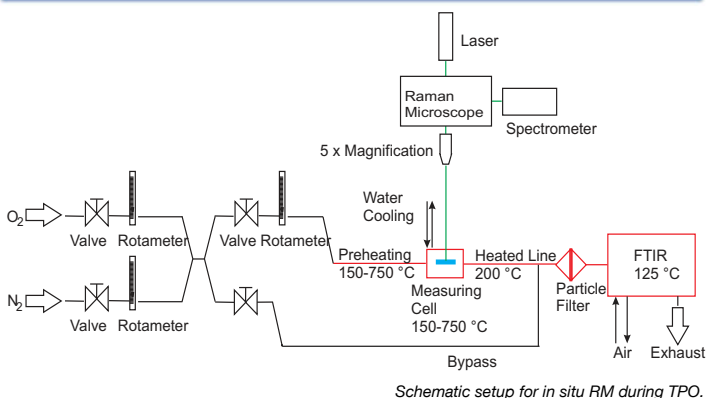 Laser
Raman
Microscope
Spectrometer
5 x Magnification
Water
Cooling
O2
Valve Rotameter
Valve Rotameter
Preheating
150-750 °C
Heated Line
200 °C
Measuring
Cell
150-750 °C
Particle
Filter
FTIR
125 °C
N2
Valve Rotameter
Bypass
Air
Exhaust
Schematic setup for in situ RM during TPO.